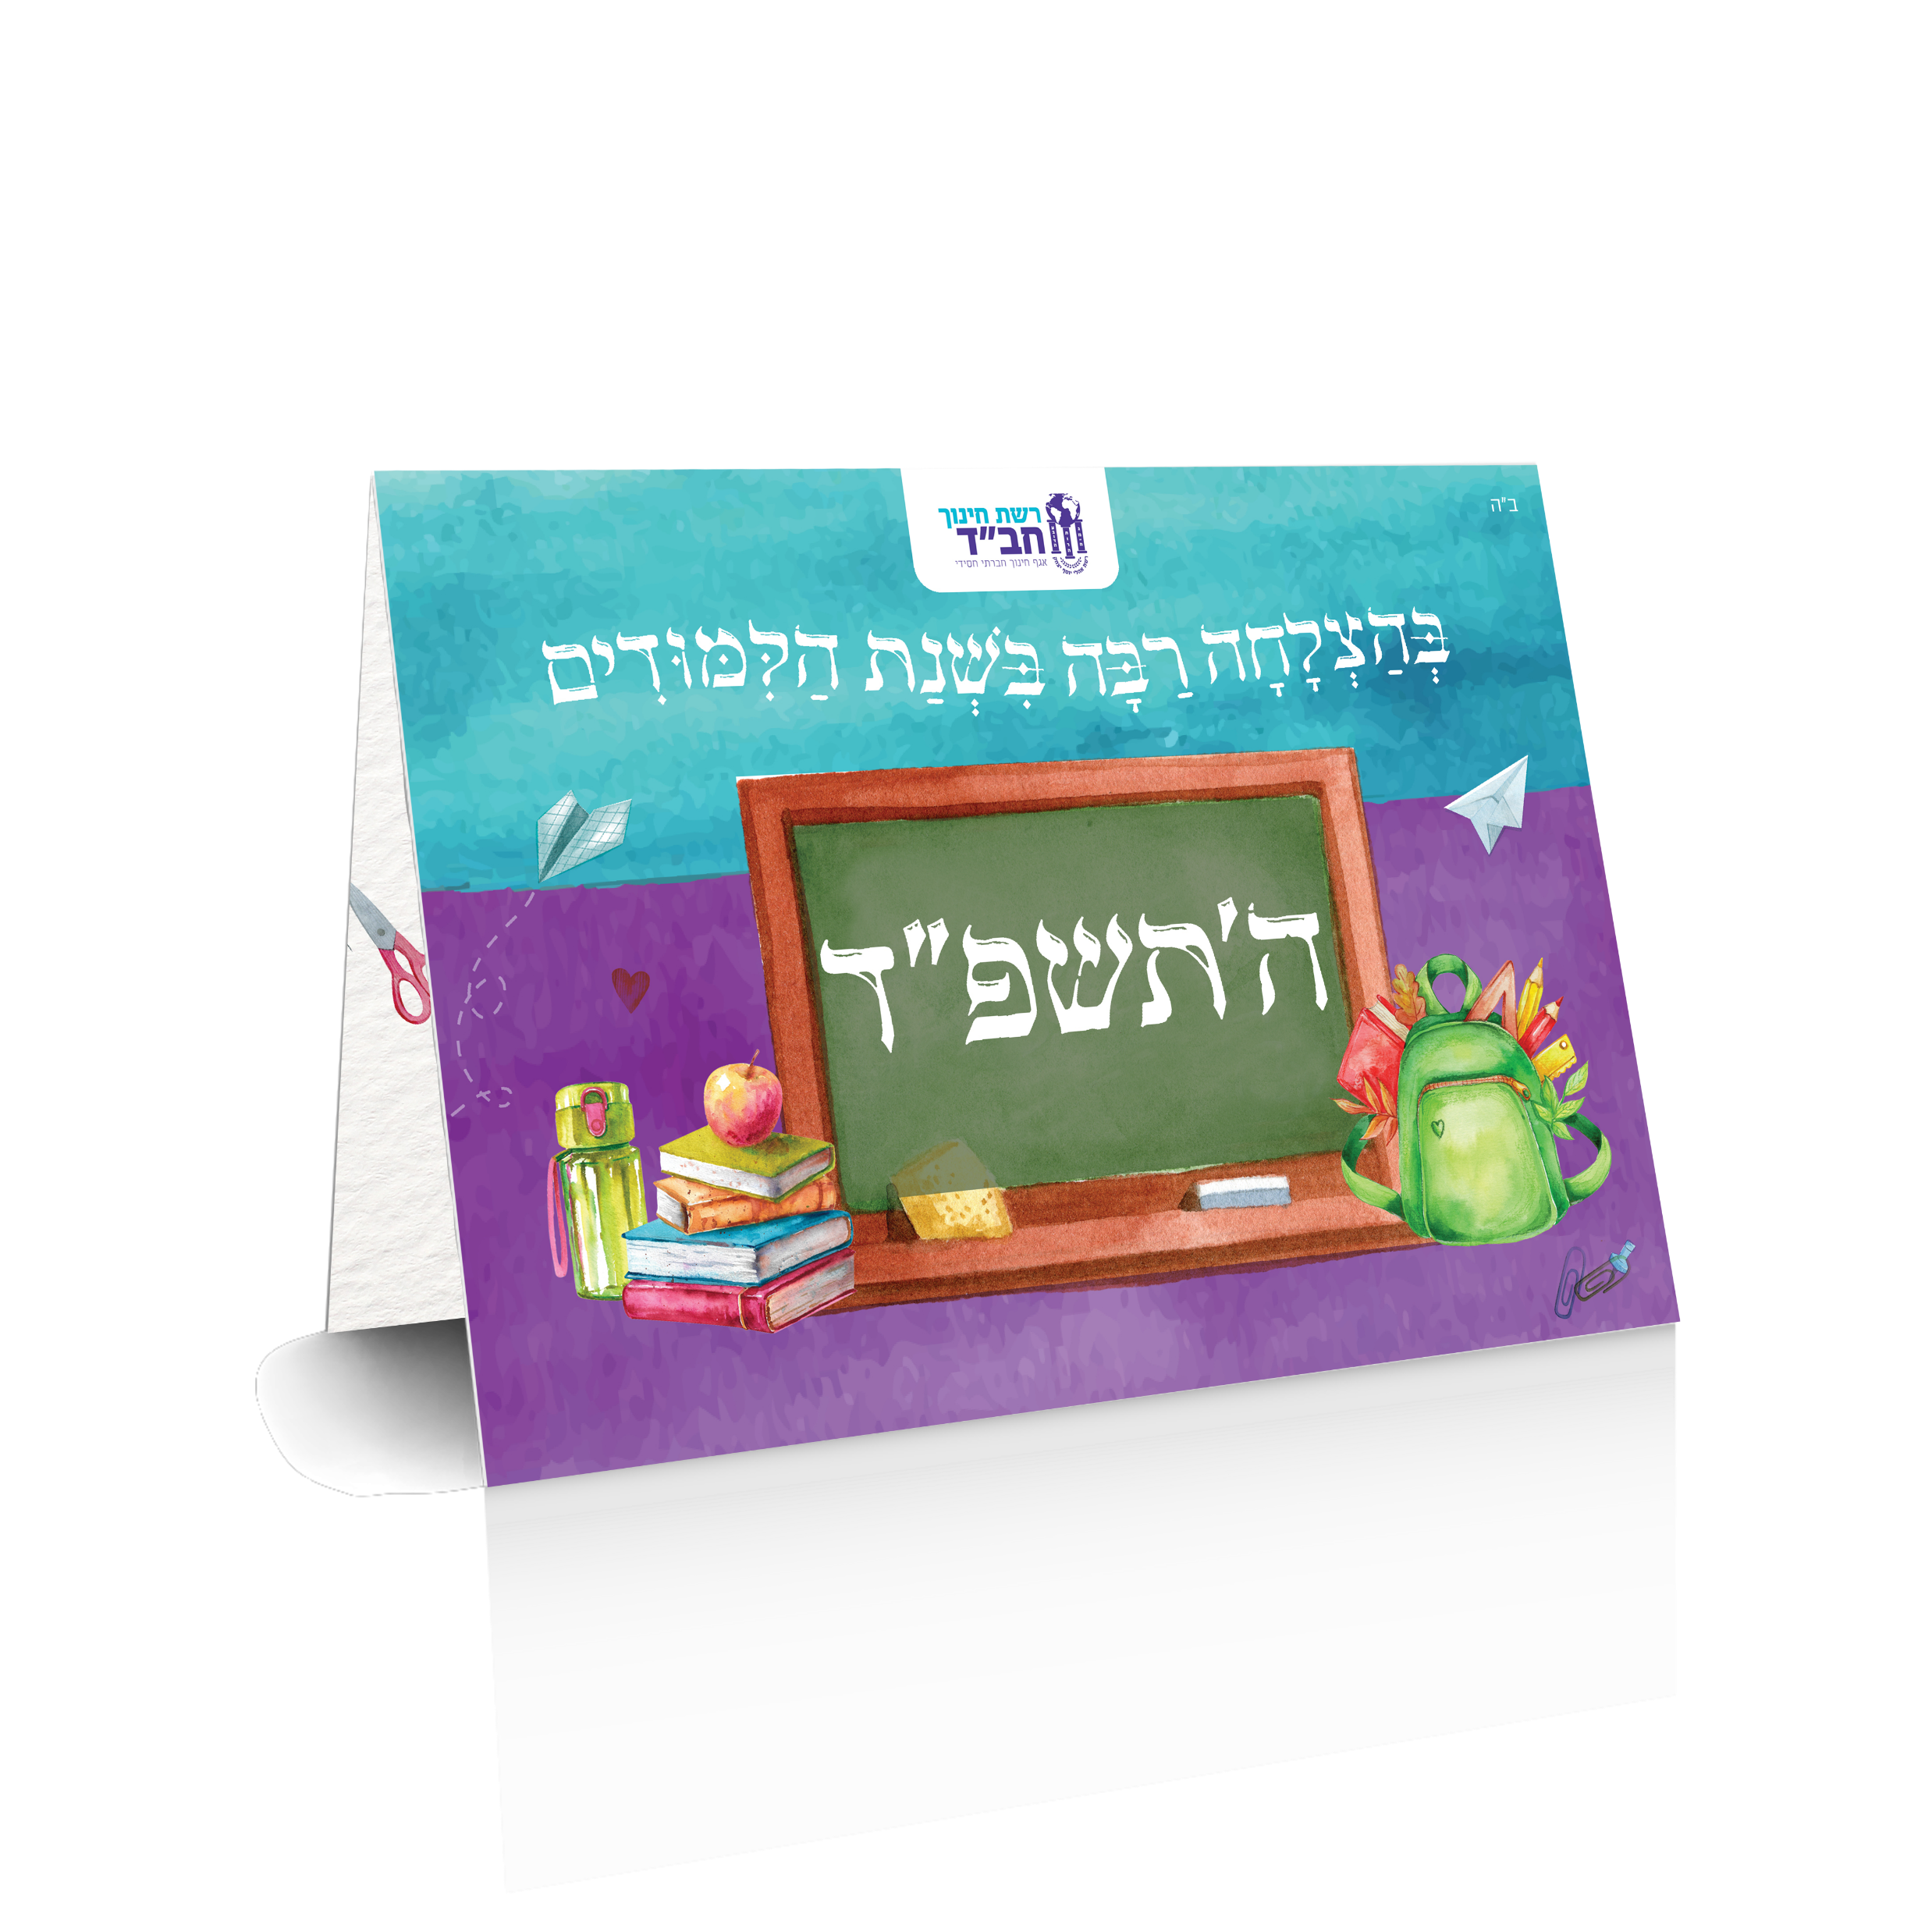 ב"ה
רשת חינוך
חב"ד
אגף חינוך חברתי חסידי
בְּהַצְלָחָה רַבָּה בִּשְׁנַת הַלִּמּוּדִים
ה'תשפ"ד